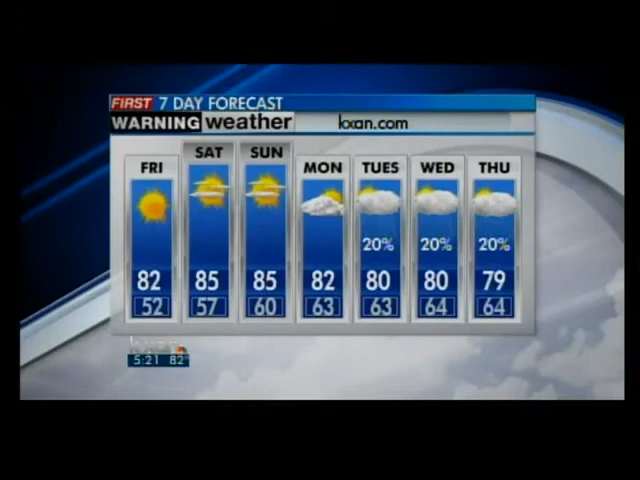 FIRST 7 DAY FORECAST
WARNING weather kxan.com
FRI SAT SUN MON TUES WED THU
20% 20% 20%
82 85 85 82 80 80 79
52 57 60 63 63 64 64
5:21 82°